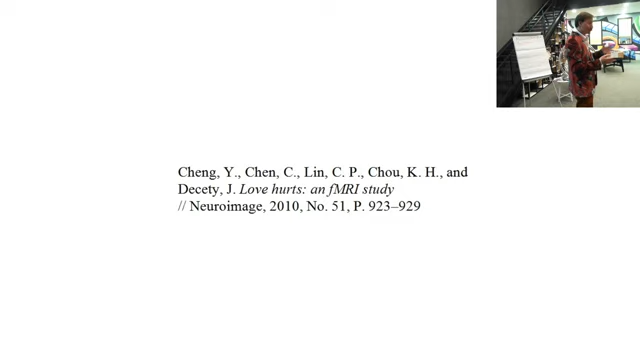 Cheng, Y., Chen, C., Lin, C. P., Chou, K. H., and
Decety, J. Love hurts: an fMRI study
// Neuroimage, 2010, No. 51, P. 923–929